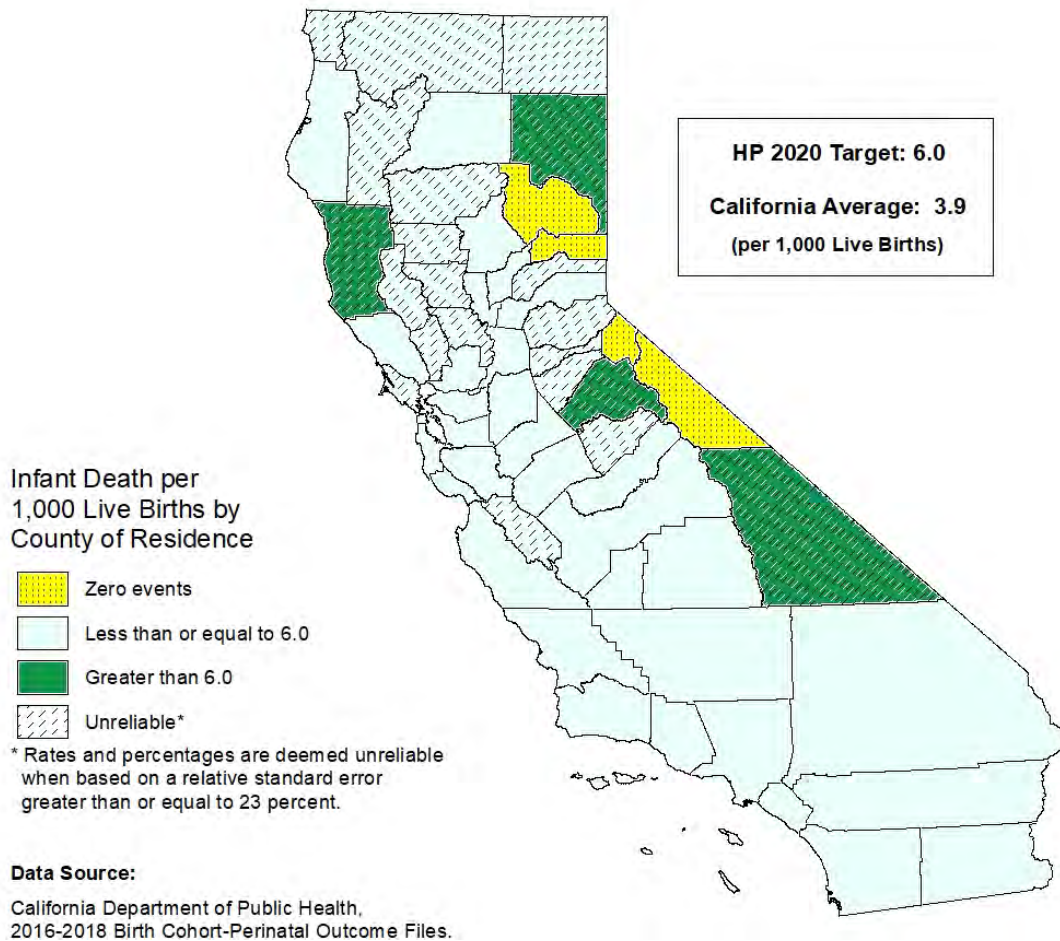 HP 2020 Target: 6.0
California Average: 3.9
(per 1,000 Live Births)
Infant Death per
1,000 Live Births by
County of Residence
Zero events
Less than or equal to 6.0
Greater than 6.0
Unreliable*
* Rates and percentages are deemed unreliable
when based on a relative standard error
greater than or equal to 23 percent.
Data Source:
California Department of Public Health,
2016-2018 Birth Cohort-Perinatal Outcome Files.